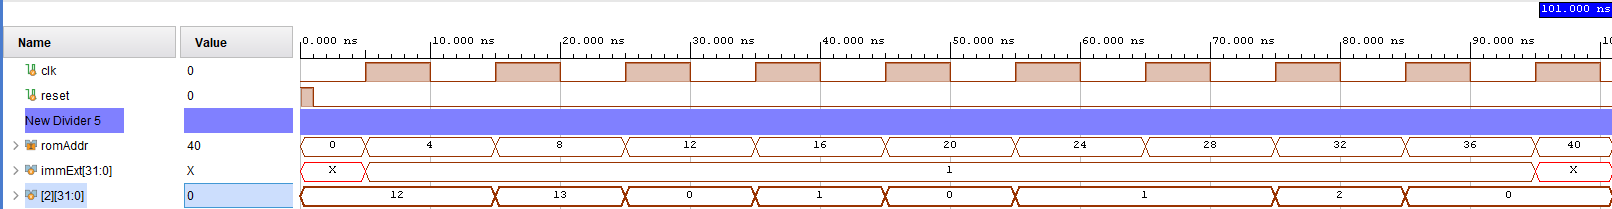 101.000 ns
Name Value 0.000 ns 10.000 ns 20.000 ns 30.000 ns 40.000 ns 50.000 ns 60.000 ns 70.000 ns 80.000 ns 90.000 ns
clk 0
reset 0
New Divider 5
romAddr 40 0 4 8 12 16 20 24 28 32 36 40
immExt[31:0] X X 1 X
[2][31:0] 0 12 13 0 1 0 1 2 0